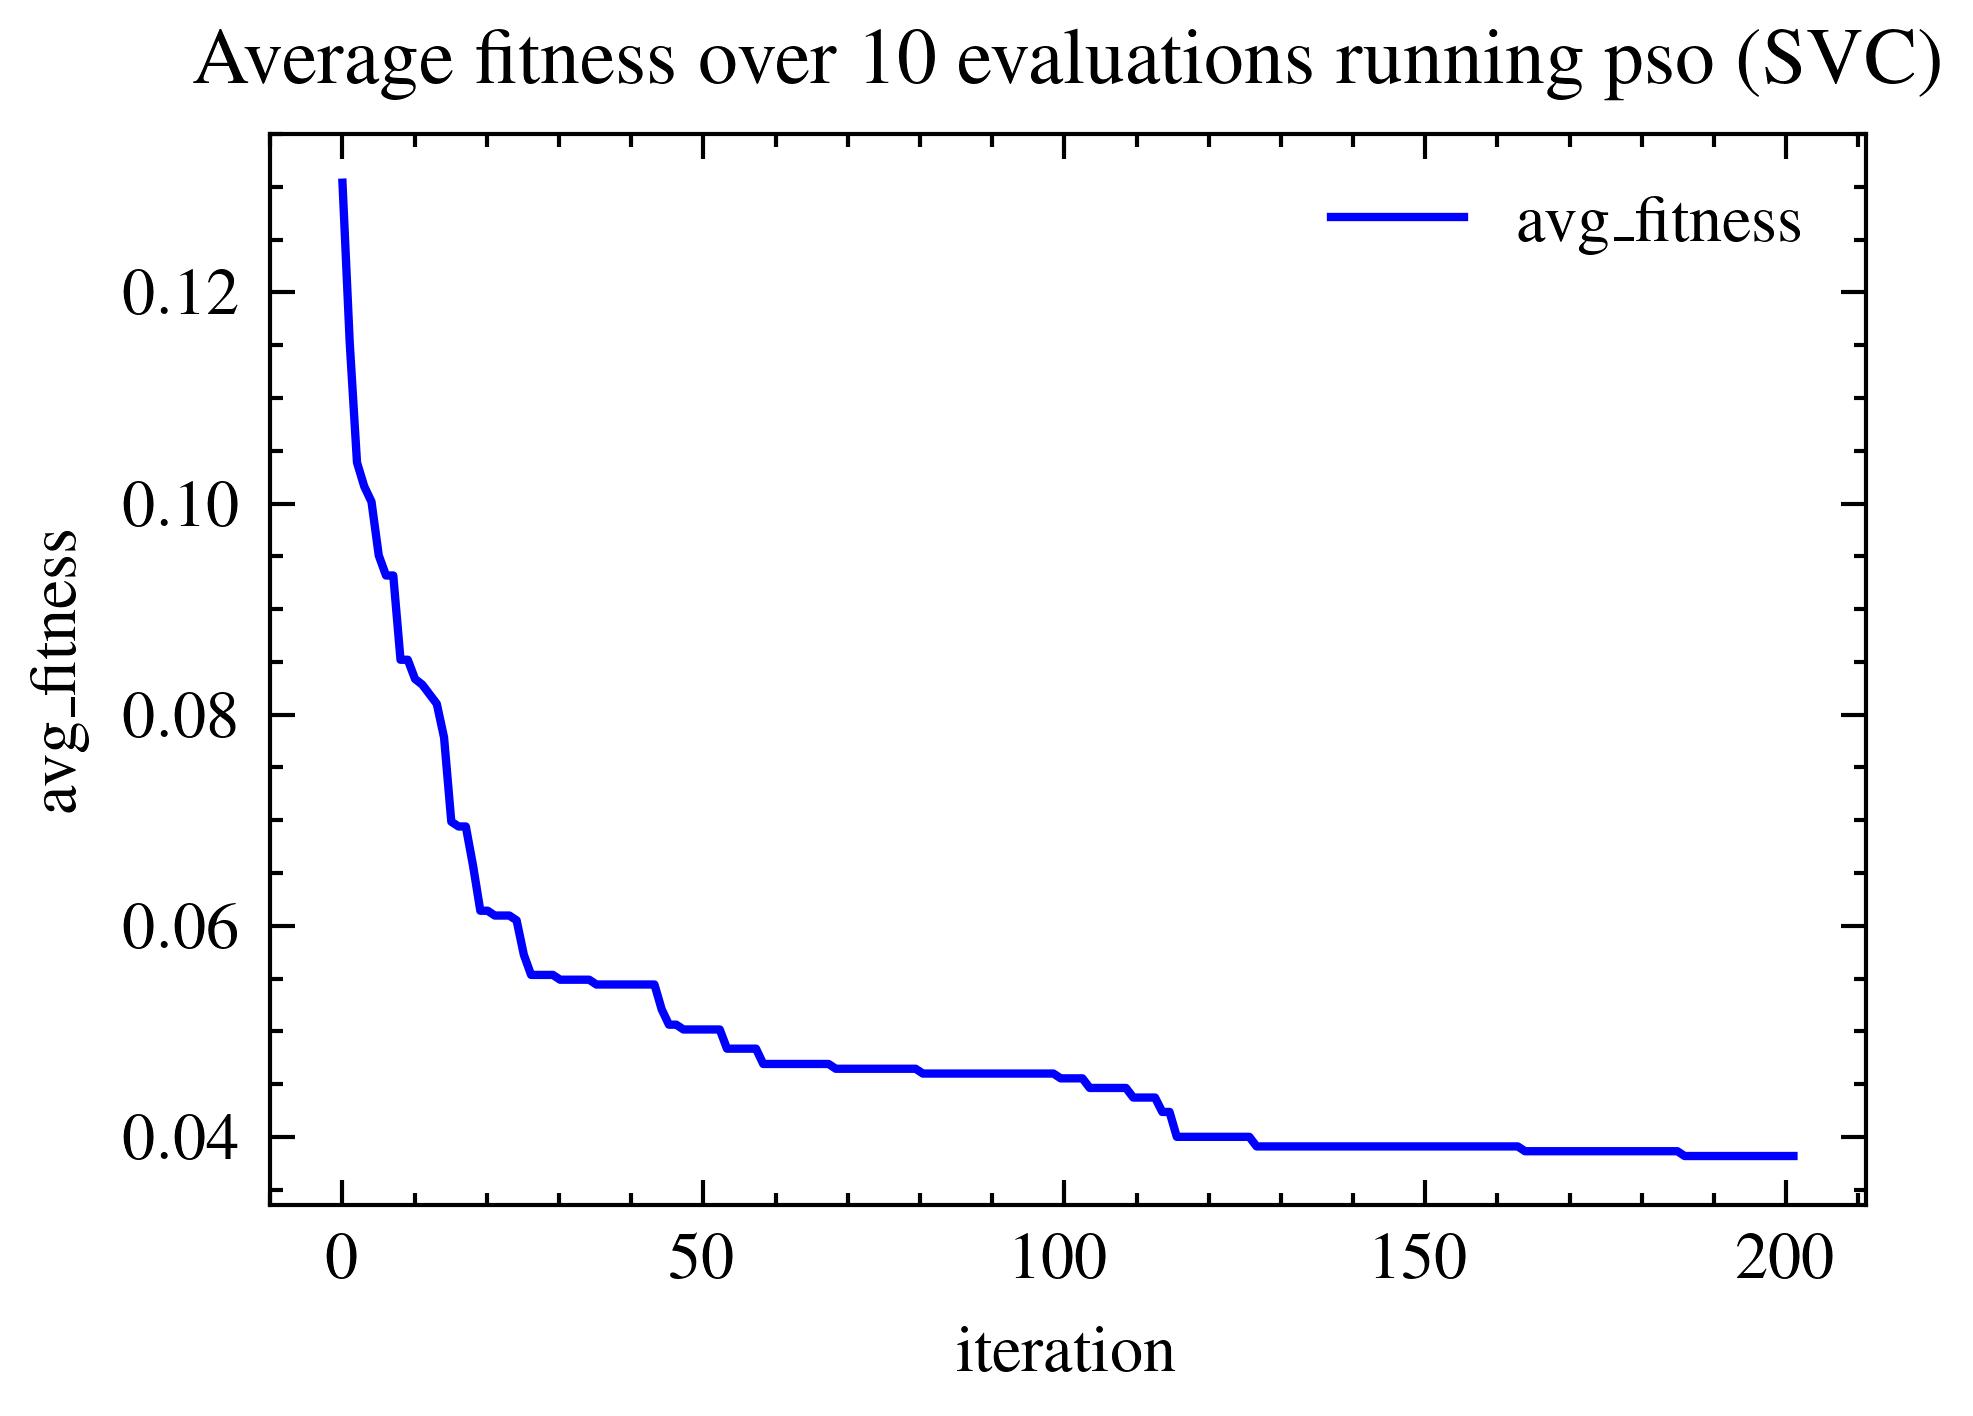 Average fitness over 10 evaluations running pso (SVC)
avg_fitness
0.12
0.10
0.08
0.06
0.04
avg_fitness
0 50 100 150 200
iteration